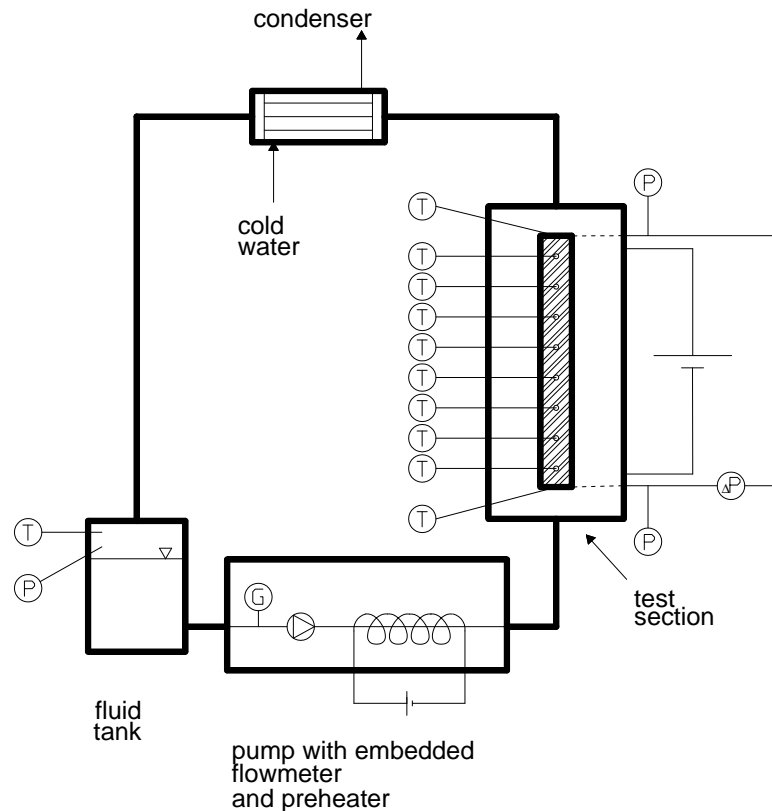 condenser
cold
water
T
P
T
T
T
T
T
T
T
T
T
P
ΔP
T
T
P
G
test
section
fluid
tank
pump with embedded
flowmeter
and preheater